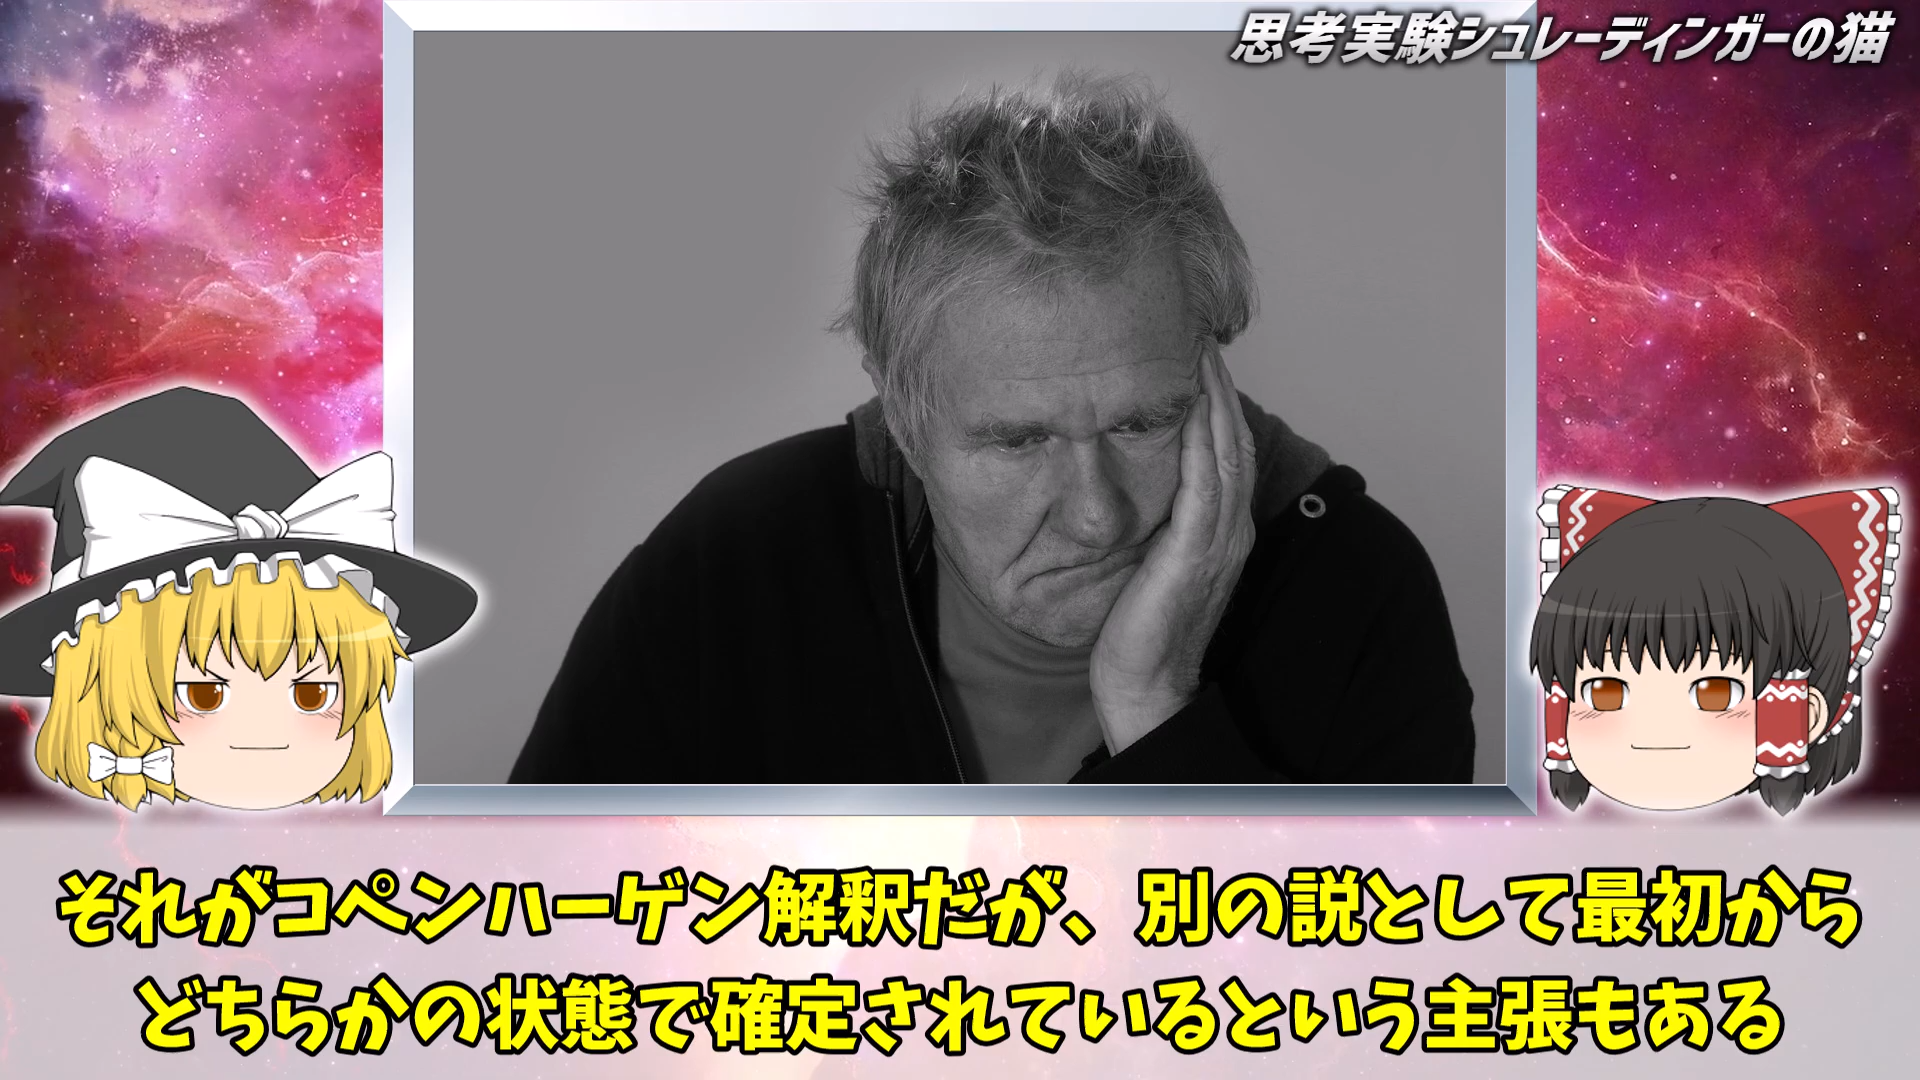 思考実験シュレーディンガーの猫
それがコペンハーゲン解釈だが、別の説として最初から
どちらかの状態で確定されているという主張もある